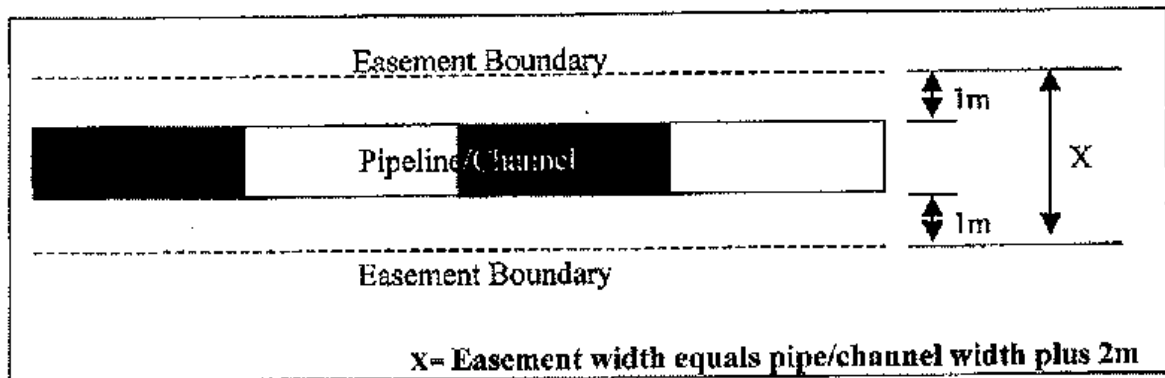 Easement Boundary
1m
Pipeline/Channel
X
1m
Easement Boundary
x= Easement width equals pipe/channel width plus 2m